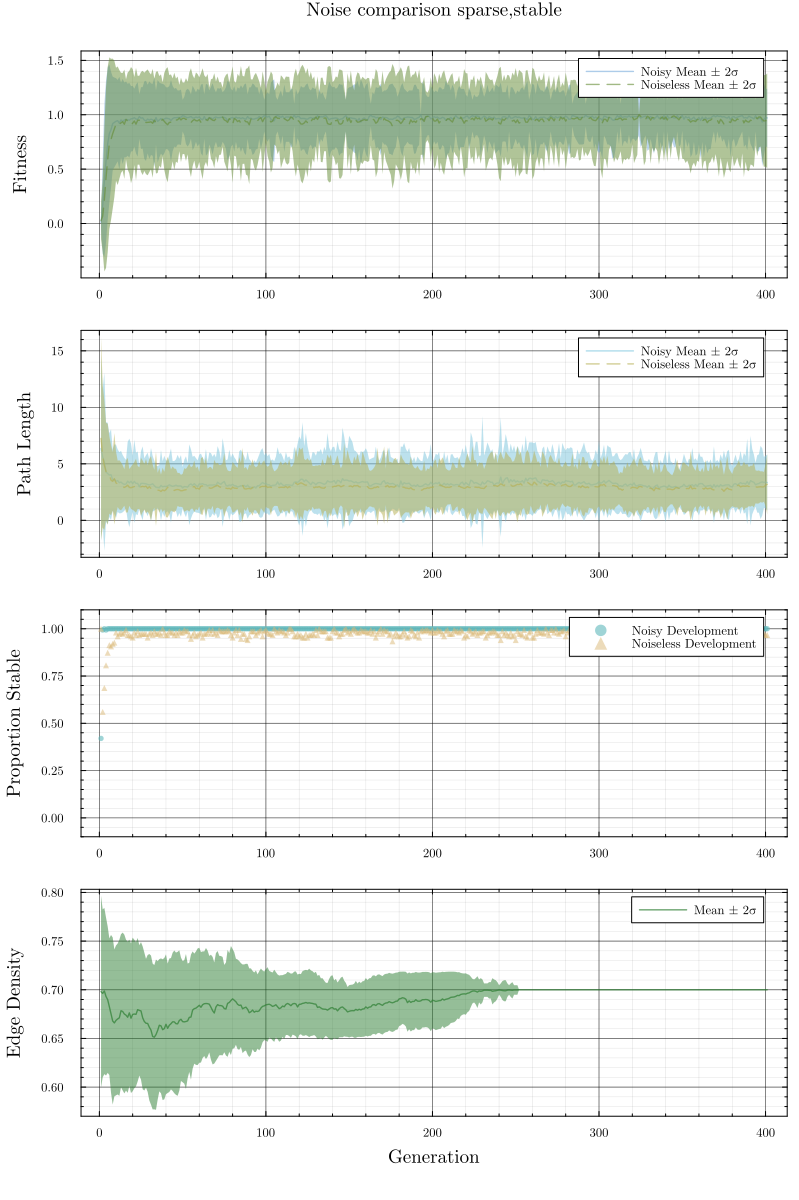 Noise comparison sparse,stable
1.5
1.0
0.5
0.0
Fitness
Noisy Mean ± 2σ
Noiseless Mean ± 2σ
0 100 200 300 400
15
10
5
0
Path Length
Noisy Mean ± 2σ
Noiseless Mean ± 2σ
0 100 200 300 400
1.00
0.75
0.50
0.25
0.00
Proportion Stable
Noisy Development
Noiseless Development
0 100 200 300 400
0.80
0.75
0.70
0.65
0.60
Edge Density
Mean ± 2σ
0 100 200 300 400
Generation